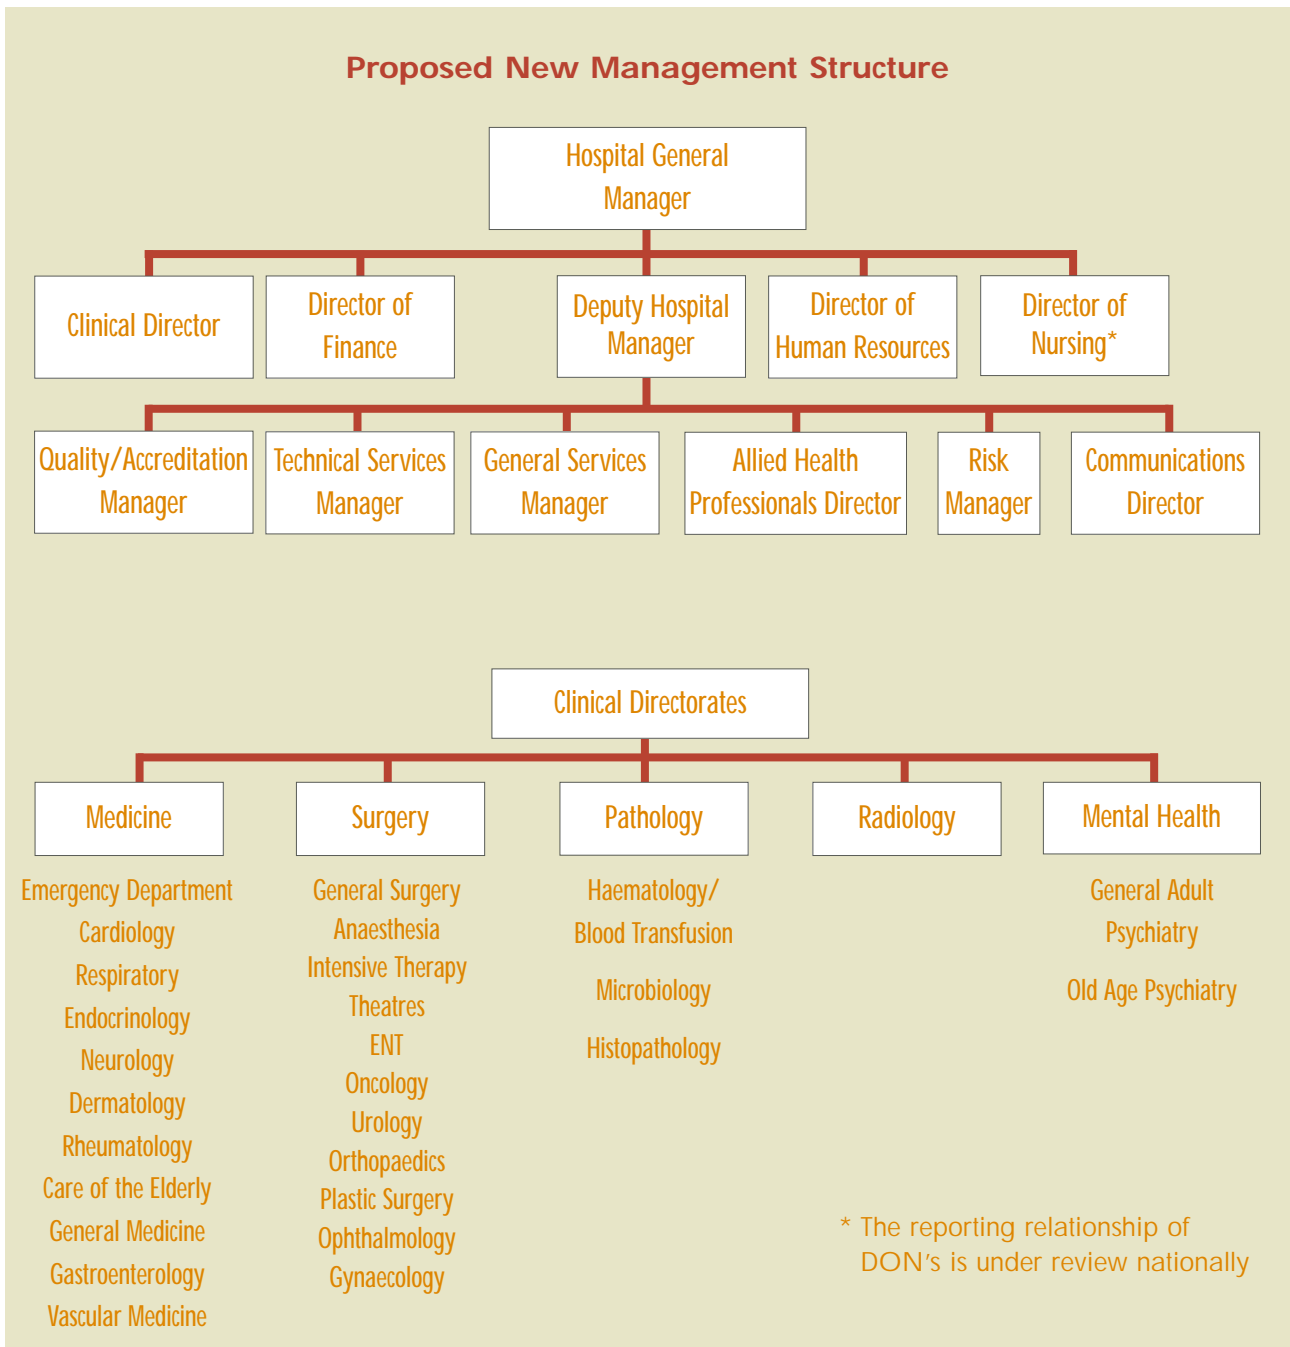 Proposed New Management Structure
Hospital General
Manager
Clinical Director
Director of
Finance
Deputy Hospital
Manager
Director of
Human Resources
Director of
Nursing*
Quality/Accreditation
Manager
Technical Services
Manager
General Services
Manager
Allied Health
Professionals Director
Risk
Manager
Communications
Director
Clinical Directorates
Medicine
Emergency Department
Cardiology
Respiratory
Endocrinology
Neurology
Dermatology
Rheumatology
Care of the Elderly
General Medicine
Gastroenterology
Vascular Medicine
Surgery
General Surgery
Anaesthesia
Intensive Therapy
Theatres
ENT
Oncology
Urology
Orthopaedics
Plastic Surgery
Ophthalmology
Gynaecology
Pathology
Haematology/
Blood Transfusion
Microbiology
Histopathology
Radiology
Mental Health
General Adult
Psychiatry
Old Age Psychiatry
* The reporting relationship of
DON's is under review nationally